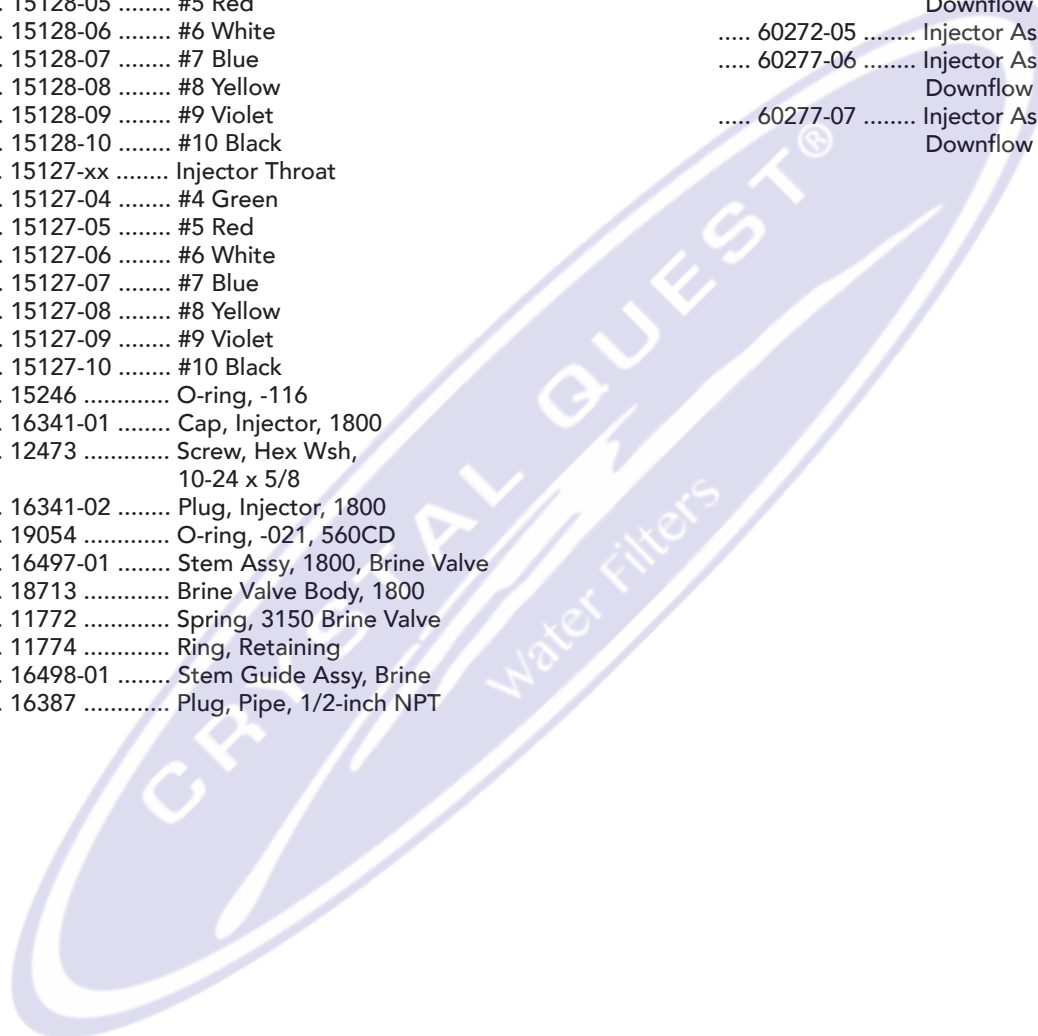 . 15128-05 ........ #5 Red
. 15128-06 ........ #6 White
. 15128-07 ........ #7 Blue
. 15128-08 ........ #8 Yellow
. 15128-09 ........ #9 Violet
. 15128-10 ........ #10 Black
. 15127-xx ........ Injector Throat
. 15127-04 ........ #4 Green
. 15127-05 ........ #5 Red
. 15127-06 ........ #6 White
. 15127-07 ........ #7 Blue
. 15127-08 ........ #8 Yellow
. 15127-09 ........ #9 Violet
. 15127-10 ........ #10 Black
. 15246 ............. O-ring, -116
. 16341-01 ........ Cap, Injector, 1800
. 12473 ............. Screw, Hex Wsh,
10-24 x 5/8
. 16341-02 ........ Plug, Injector, 1800
. 19054 ............. O-ring, -021, 560CD
. 16497-01 ........ Stem Assy, 1800, Brine Valve
. 18713 ............. Brine Valve Body, 1800
. 11772 ............. Spring, 3150 Brine Valve
. 11774 ............. Ring, Retaining
. 16498-01 ........ Stem Guide Assy, Brine
. 16387 ............. Plug, Pipe, 1/2-inch NPT
Downflow
..... 60272-05 ........ Injector As
..... 60277-06 ........ Injector As
Downflow
..... 60277-07 ........ Injector As
Downflow
CRYSTAL QUEST®
Water Filters